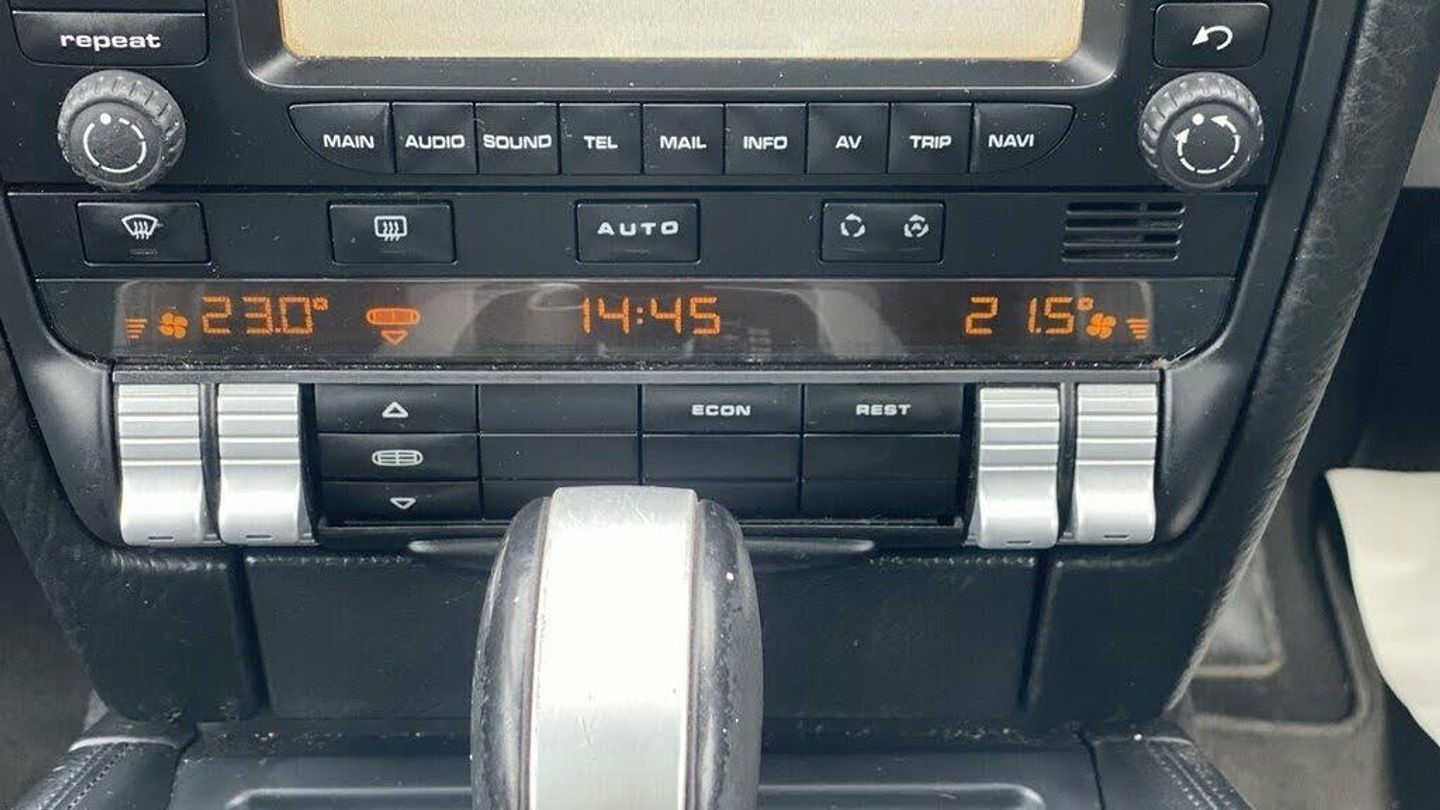 repeat
MAIN AUDIO SOUND TEL MAIL INFO AV TRIP NAVI
AUTO A
23.0° 14:45 21.5°
ECON REST